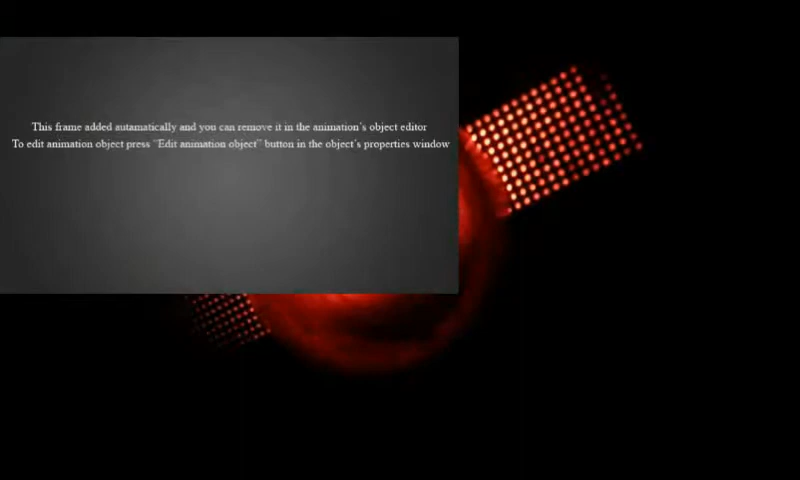 This frame added autamatically and you can remove it in the animation's object editor
To edit animation object press "Edit animation object" button in the object's properties window